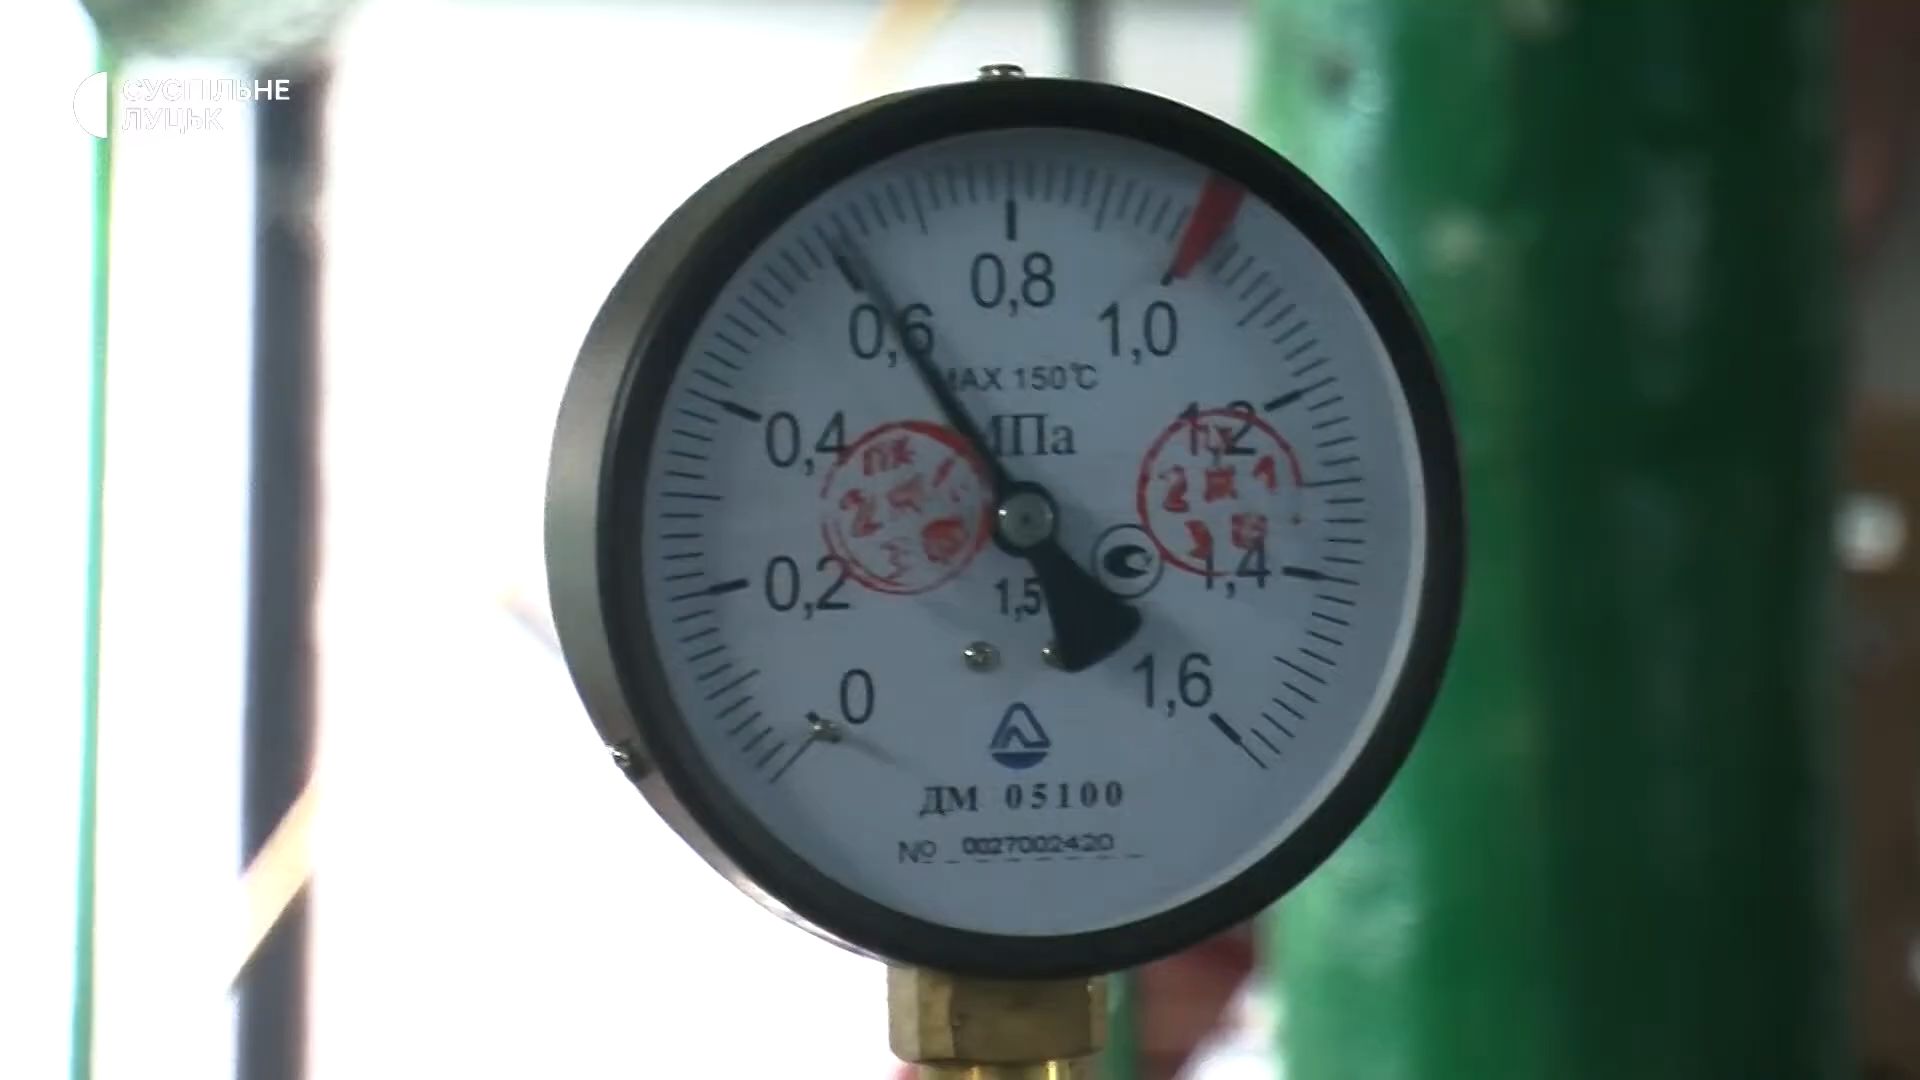 СУСПІЛЬНЕ
ЛУЦЬК
0,8
0,6
1,0
MAX 150°C
0,4
МПа
1,2
0,2
1,5
1,4
0
1,6
ДМ 05100
№ 0027002420